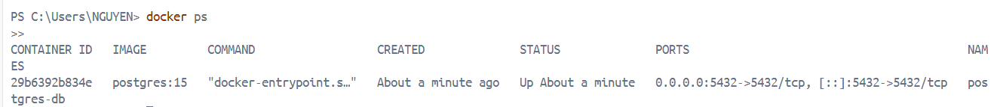 PS C:\Users\NGUYEN> docker ps
>>
CONTAINER ID   IMAGE         COMMAND                  CREATED              STATUS              PORTS                                         NAM
ES
29b6392b834e   postgres:15   "docker-entrypoint.s…"   About a minute ago   Up About a minute   0.0.0.0:5432->5432/tcp, [::]:5432->5432/tcp   pos
tgres-db